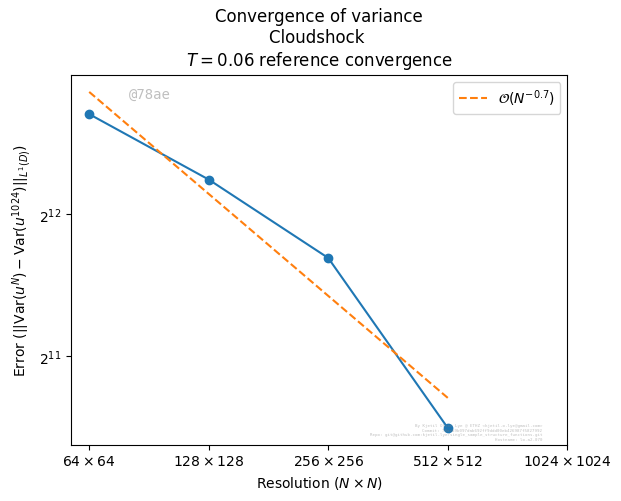 Convergence of variance
Cloudshock
T = 0.06 reference convergence
@78ae
O(N^{-0.7})
Error (||Var(u^N) − Var(u^{1024})||_{L^1(D)})
2^{12}
2^{11}
64 × 64
128 × 128
256 × 256
512 × 512
1024 × 1024
Resolution (N × N)